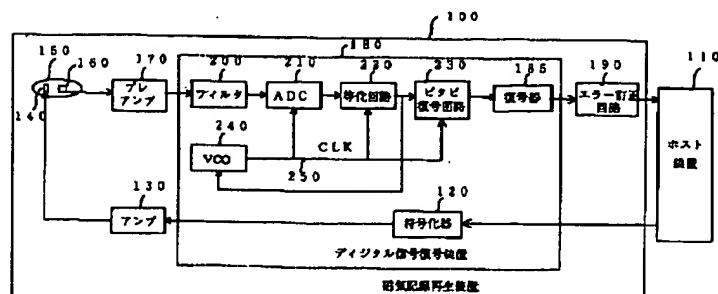 100
180
150
160
170
200
210
220
230
185
190
110
140
プレ
アンプ
フィルタ
ADC
等化回路
ビタビ
復号回路
復号器
エラー訂正
回路
ホスト
装置
240
VCO
CLK
250
130
アンプ
120
符号化器
ディジタル信号復号装置
磁気記録再生装置